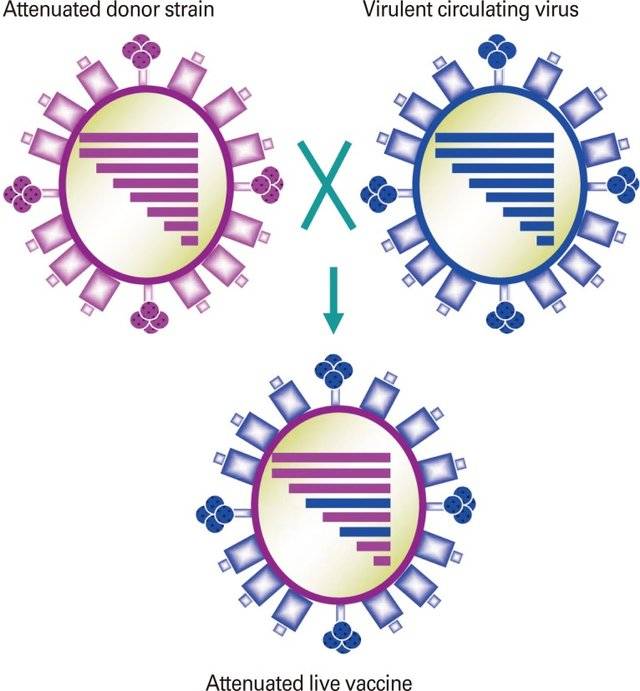 Attenuated donor strain
Virulent circulating virus
Attenuated live vaccine